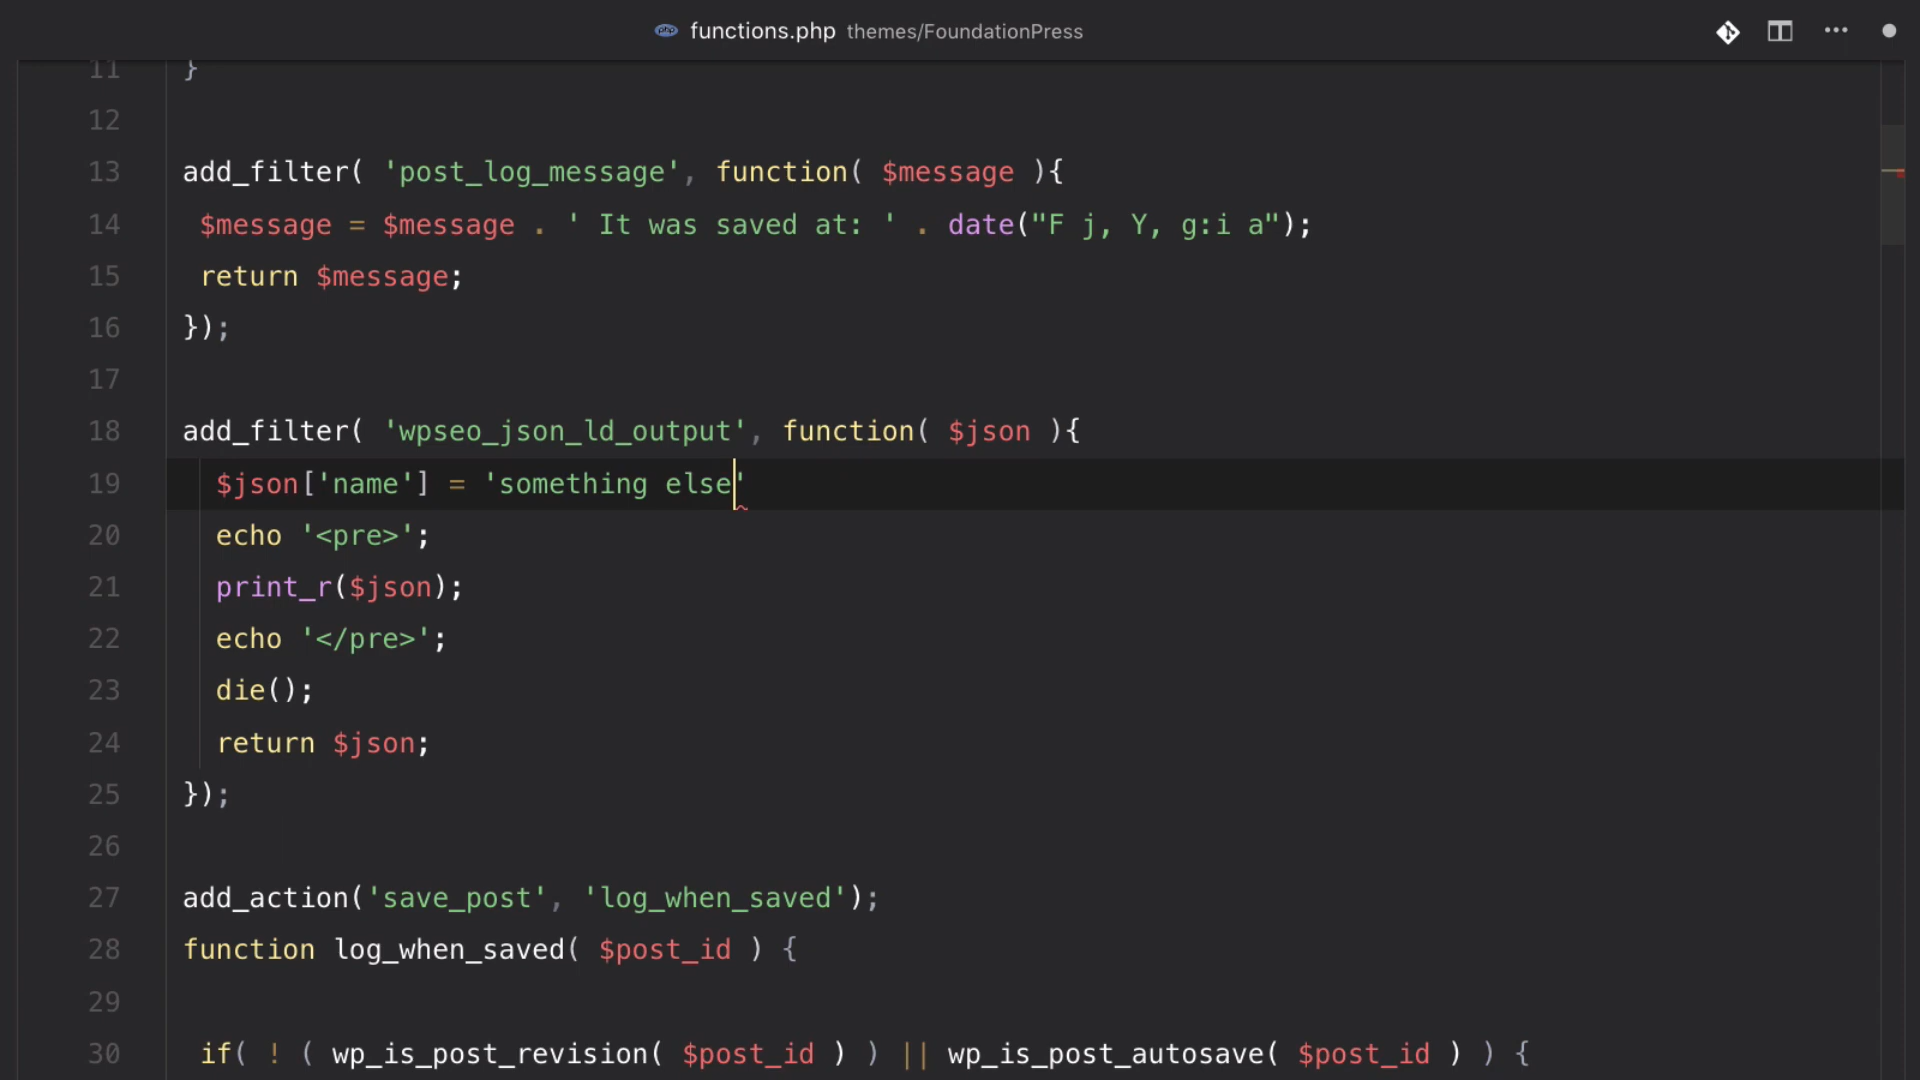 functions.php themes/FoundationPress
11 }
12
13 add_filter( 'post_log_message', function( $message ){
14 $message = $message . ' It was saved at: ' . date("F j, Y, g:i a");
15 return $message;
16 });
17
18 add_filter( 'wpseo_json_ld_output', function( $json ){
19 $json['name'] = 'something else'
20 echo '<pre>';
21 print_r($json);
22 echo '</pre>';
23 die();
24 return $json;
25 });
26
27 add_action('save_post', 'log_when_saved');
28 function log_when_saved( $post_id ) {
29
30 if( ! ( wp_is_post_revision( $post_id ) ) || wp_is_post_autosave( $post_id ) ) {